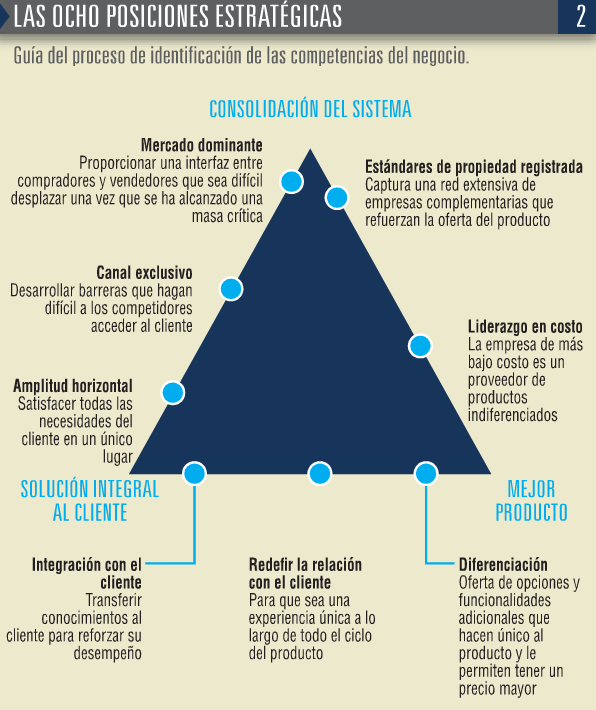 LAS OCHO POSICIONES ESTRATÉGICAS
2
Guía del proceso de identificación de las competencias del negocio.
CONSOLIDACIÓN DEL SISTEMA
Mercado dominante
Proporcionar una interfaz entre
compradores y vendedores que sea difícil
desplazar una vez que se ha alcanzado una
masa crítica
Estándares de propiedad registrada
Captura una red extensiva de
empresas complementarias que
refuerzan la oferta del producto
Canal exclusivo
Desarrollar barreras que hagan
difícil a los competidores
acceder al cliente
Liderazgo en costo
La empresa de más
bajo costo es un
proveedor de
productos
indiferenciados
Amplitud horizontal
Satisfacer todas las
necesidades del
cliente en un único
lugar
SOLUCIÓN INTEGRAL
AL CLIENTE
MEJOR
PRODUCTO
Integración con el
cliente
Transferir
conocimientos al
cliente para reforzar su
desempeño
Redefir la relación
con el cliente
Para que sea una
experiencia única a lo
largo de todo el ciclo
del producto
Diferenciación
Oferta de opciones y
funcionalidades
adicionales que
hacen único al
producto y le
permiten tener un
precio mayor